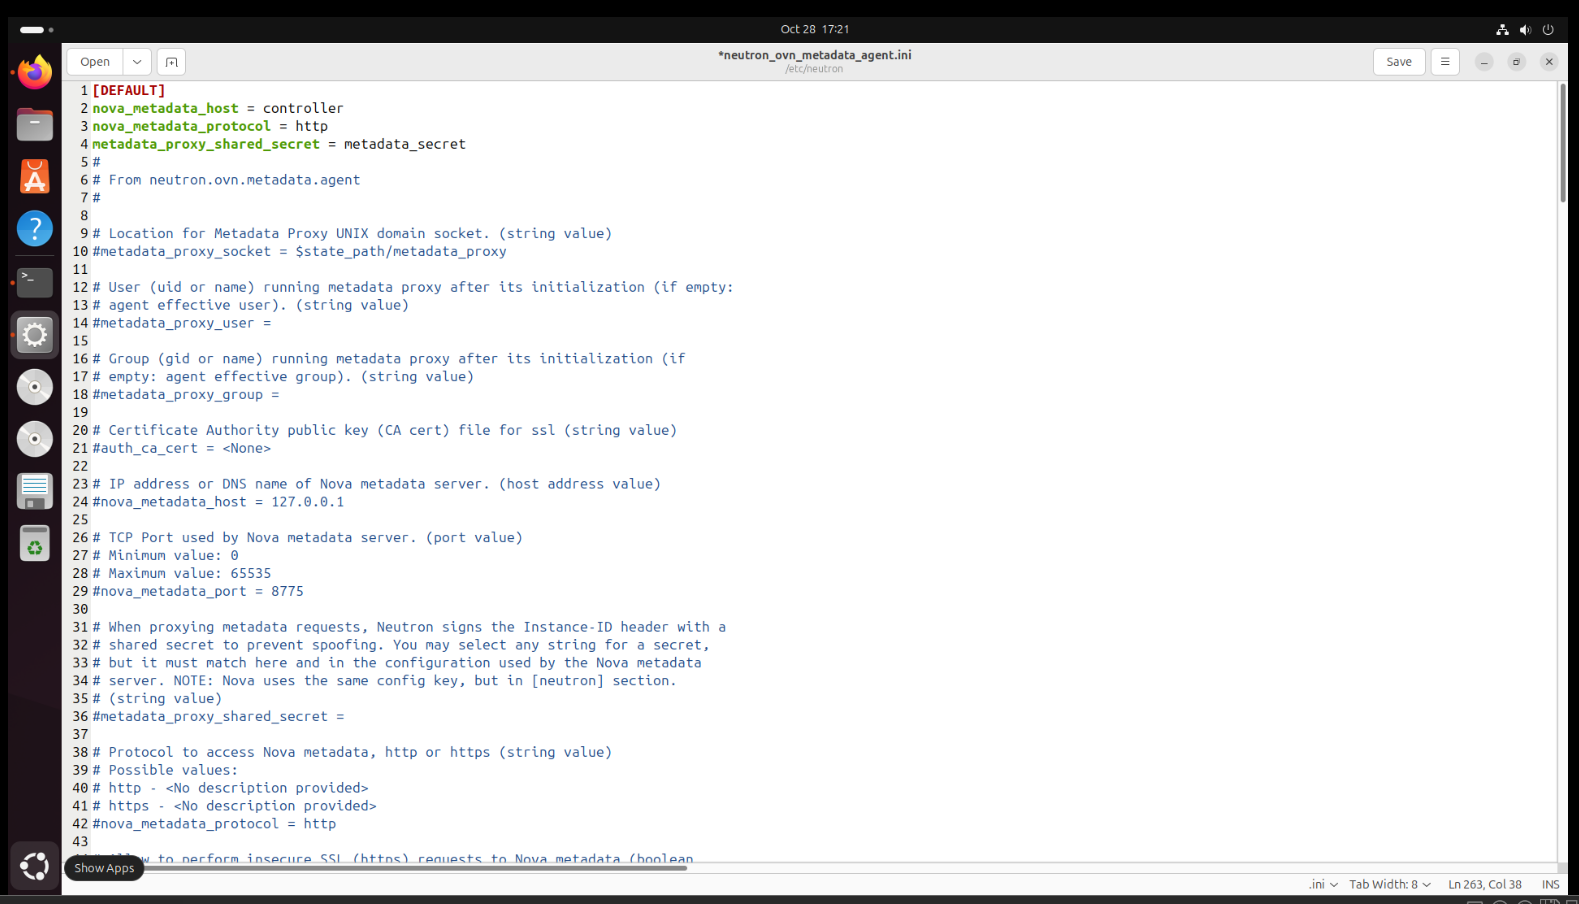 Oct 28 17:21
Open
*neutron_ovn_metadata_agent.ini
/etc/neutron
Save
1 [DEFAULT]
2 nova_metadata_host = controller
3 nova_metadata_protocol = http
4 metadata_proxy_shared_secret = metadata_secret
5 #
6 # From neutron.ovn.metadata.agent
7 #
8
9 # Location for Metadata Proxy UNIX domain socket. (string value)
10 #metadata_proxy_socket = $state_path/metadata_proxy
11
12 # User (uid or name) running metadata proxy after its initialization (if empty:
13 # agent effective user). (string value)
14 #metadata_proxy_user =
15
16 # Group (gid or name) running metadata proxy after its initialization (if
17 # empty: agent effective group). (string value)
18 #metadata_proxy_group =
19
20 # Certificate Authority public key (CA cert) file for ssl (string value)
21 #auth_ca_cert = <None>
22
23 # IP address or DNS name of Nova metadata server. (host address value)
24 #nova_metadata_host = 127.0.0.1
25
26 # TCP Port used by Nova metadata server. (port value)
27 # Minimum value: 0
28 # Maximum value: 65535
29 #nova_metadata_port = 8775
30
31 # When proxying metadata requests, Neutron signs the Instance-ID header with a
32 # shared secret to prevent spoofing. You may select any string for a secret,
33 # but it must match here and in the configuration used by the Nova metadata
34 # server. NOTE: Nova uses the same config key, but in [neutron] section.
35 # (string value)
36 #metadata_proxy_shared_secret =
37
38 # Protocol to access Nova metadata, http or https (string value)
39 # Possible values:
40 # http - <No description provided>
41 # https - <No description provided>
42 #nova_metadata_protocol = http
43
to perform insecure SSL (https) requests to Nova metadata (boolean
Show Apps
.ini Tab Width: 8 Ln 263, Col 38 INS